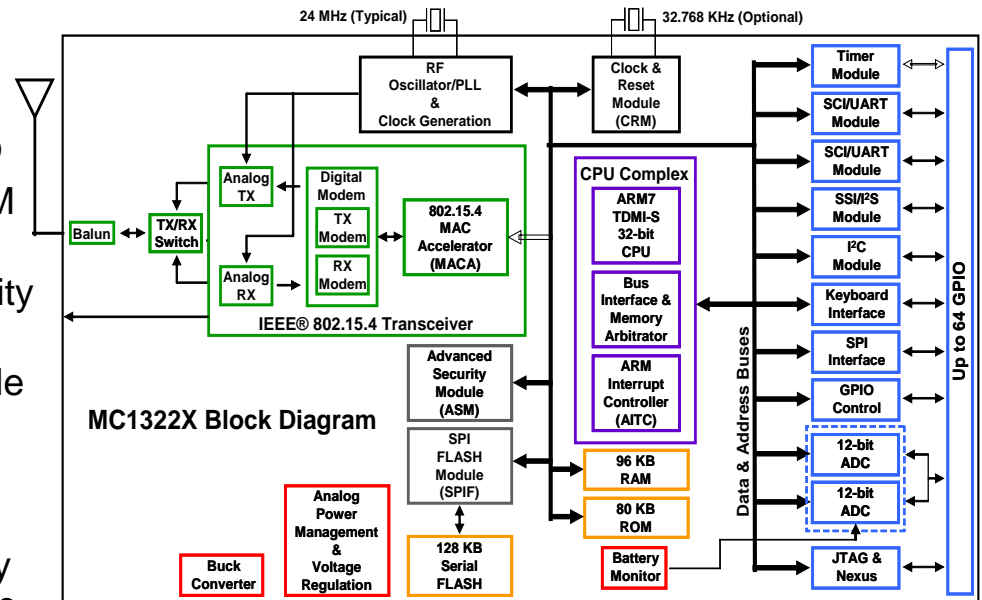 24 MHz (Typical)
32.768 KHz (Optional)
RF
Oscillator/PLL
&
Clock Generation
Clock &
Reset
Module
(CRM)
Timer
Module
SCI/UART
Module
SCI/UART
Module
SSI/I²S
Module
I²C
Module
Keyboard
Interface
SPI
Interface
GPIO
Control
12-bit
ADC
12-bit
ADC
JTAG &
Nexus
Up to 64 GPIO
Data & Address Buses
CPU Complex
ARM7
TDMI-S
32-bit
CPU
Bus
Interface &
Memory
Arbitrator
ARM
Interrupt
Controller
(AITC)
Balun
TX/RX
Switch
Analog
TX
Analog
RX
Digital
Modem
TX
Modem
RX
Modem
802.15.4
MAC
Accelerator
(MACA)
IEEE® 802.15.4 Transceiver
Advanced
Security
Module
(ASM)
MC1322X Block Diagram
SPI
FLASH
Module
(SPIF)
96 KB
RAM
80 KB
ROM
Analog
Power
Management
&
Voltage
Regulation
Buck
Converter
128 KB
Serial
FLASH
Battery
Monitor
M
ity
le
y